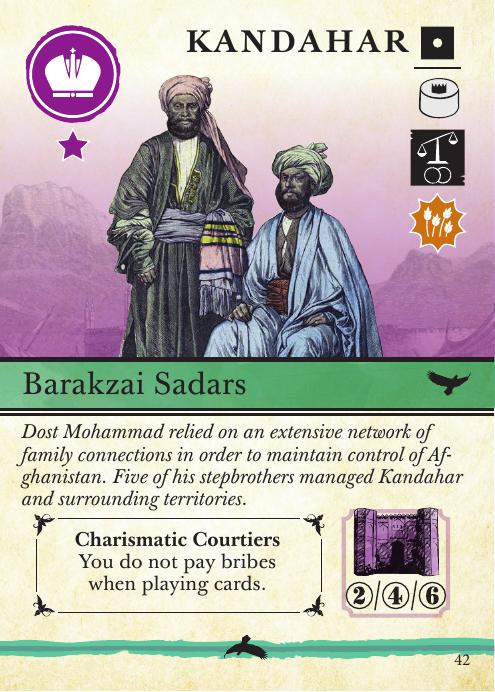 KANDAHAR
Barakzai Sadars
Dost Mohammad relied on an extensive network of
family connections in order to maintain control of Af-
ghanistan. Five of his stepbrothers managed Kandahar
and surrounding territories.
Charismatic Courtiers
You do not pay bribes
when playing cards.
2/4/6
42